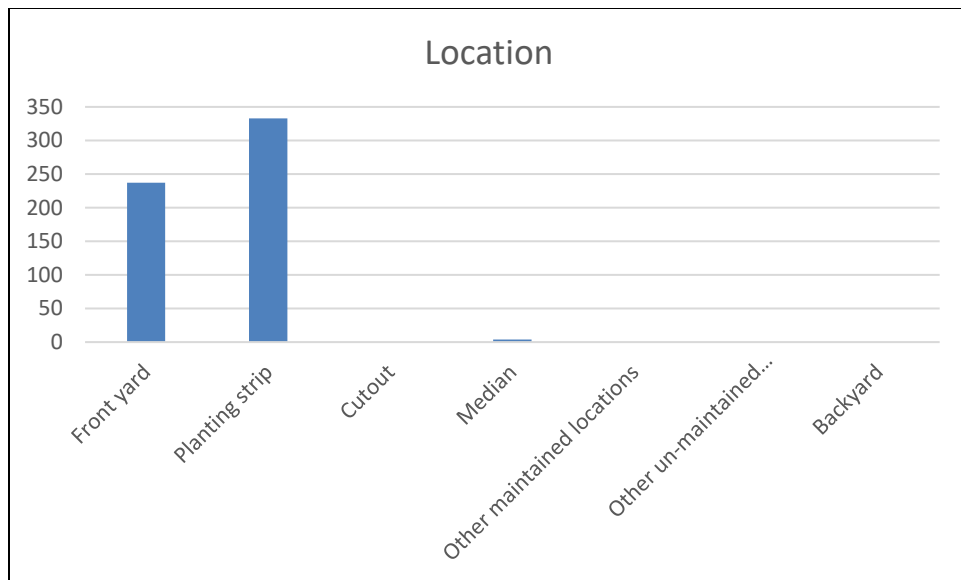 Location
350
300
250
200
150
100
50
0
Front yard
Planting strip
Cutout
Median
Other maintained locations
Other un-maintained...
Backyard